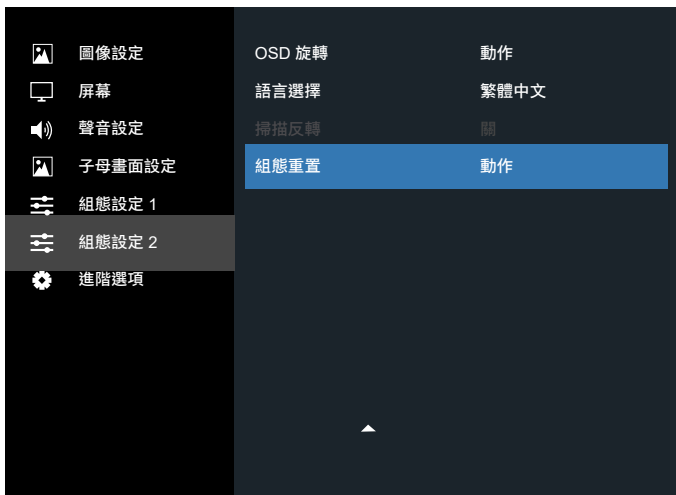 圖像設定
屏幕
聲音設定
子母畫面設定
組態設定 1
組態設定 2
進階選項
OSD 旋轉 動作
語言選擇 繁體中文
掃描反轉 關
組態重置 動作